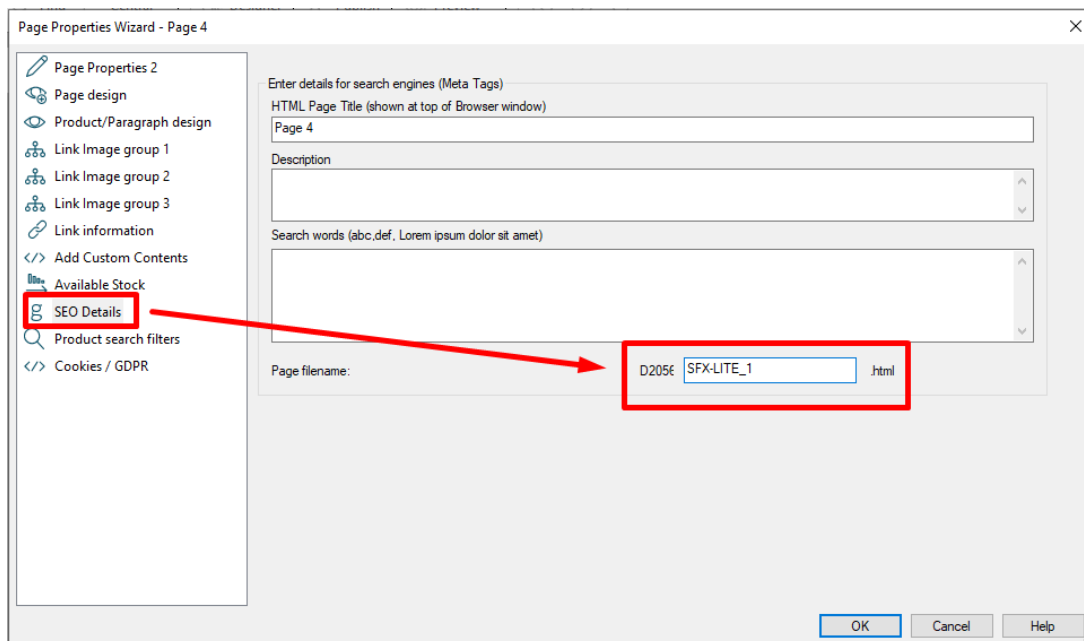 Page Properties Wizard - Page 4
Page Properties 2
Page design
Product/Paragraph design
Link Image group 1
Link Image group 2
Link Image group 3
Link information
Add Custom Contents
Available Stock
SEO Details
Product search filters
Cookies / GDPR
Enter details for search engines (Meta Tags)
HTML Page Title (shown at top of Browser window)
Page 4
Description
Search words (abc,def, Lorem ipsum dolor sit amet)
Page filename: D2056 SFX-LITE_1 .html
OK Cancel Help